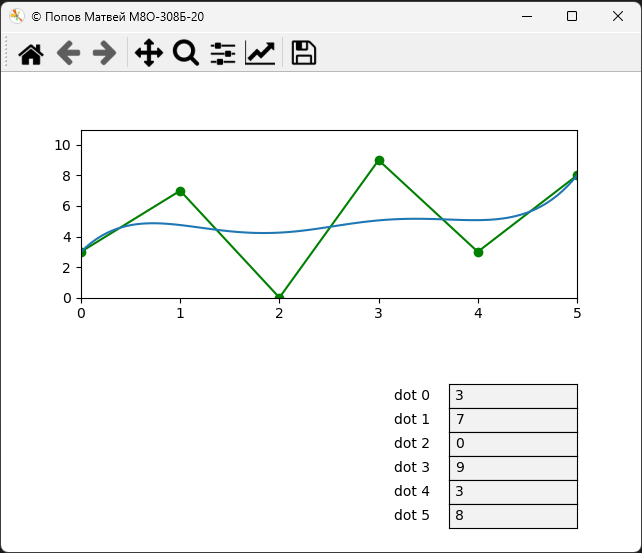 © Попов Матвей М8О-308Б-20
10
8
6
4
2
0
0 1 2 3 4 5
dot 0 3
dot 1 7
dot 2 0
dot 3 9
dot 4 3
dot 5 8